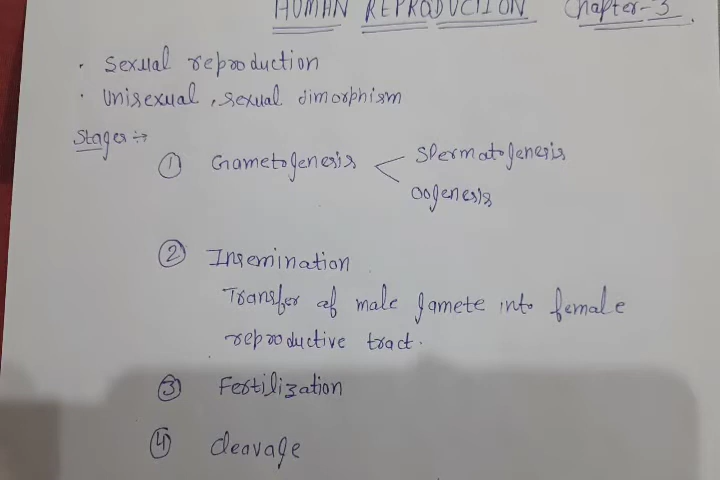 HUMAN REPRODUCTION Chapter-3
• Sexual reproduction
• Unisexual, sexual dimorphism
Stages :→
① Gametogenesis < Spermatogenesis
oogenesis
② Insemination
Transfer of male gamete into female
reproductive tract.
③ Fertilization
④ cleavage